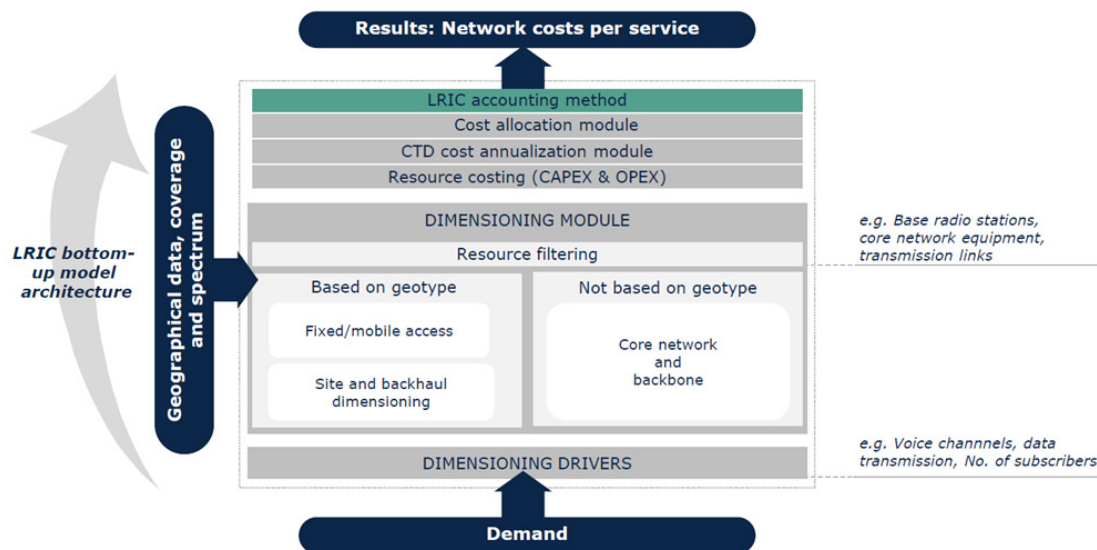 Results: Network costs per service
LRIC accounting method
Cost allocation module
CTD cost annualization module
Resource costing (CAPEX & OPEX)
Geographical data, coverage
and spectrum
LRIC bottom-
up model
architecture
DIMENSIONING MODULE
Resource filtering
Based on geotype
Fixed/mobile access
Site and backhaul
dimensioning
Not based on geotype
Core network
and
backbone
e.g. Base radio stations,
core network equipment,
transmission links
DIMENSIONING DRIVERS
e.g. Voice channnels, data
transmission, No. of subscribers
Demand